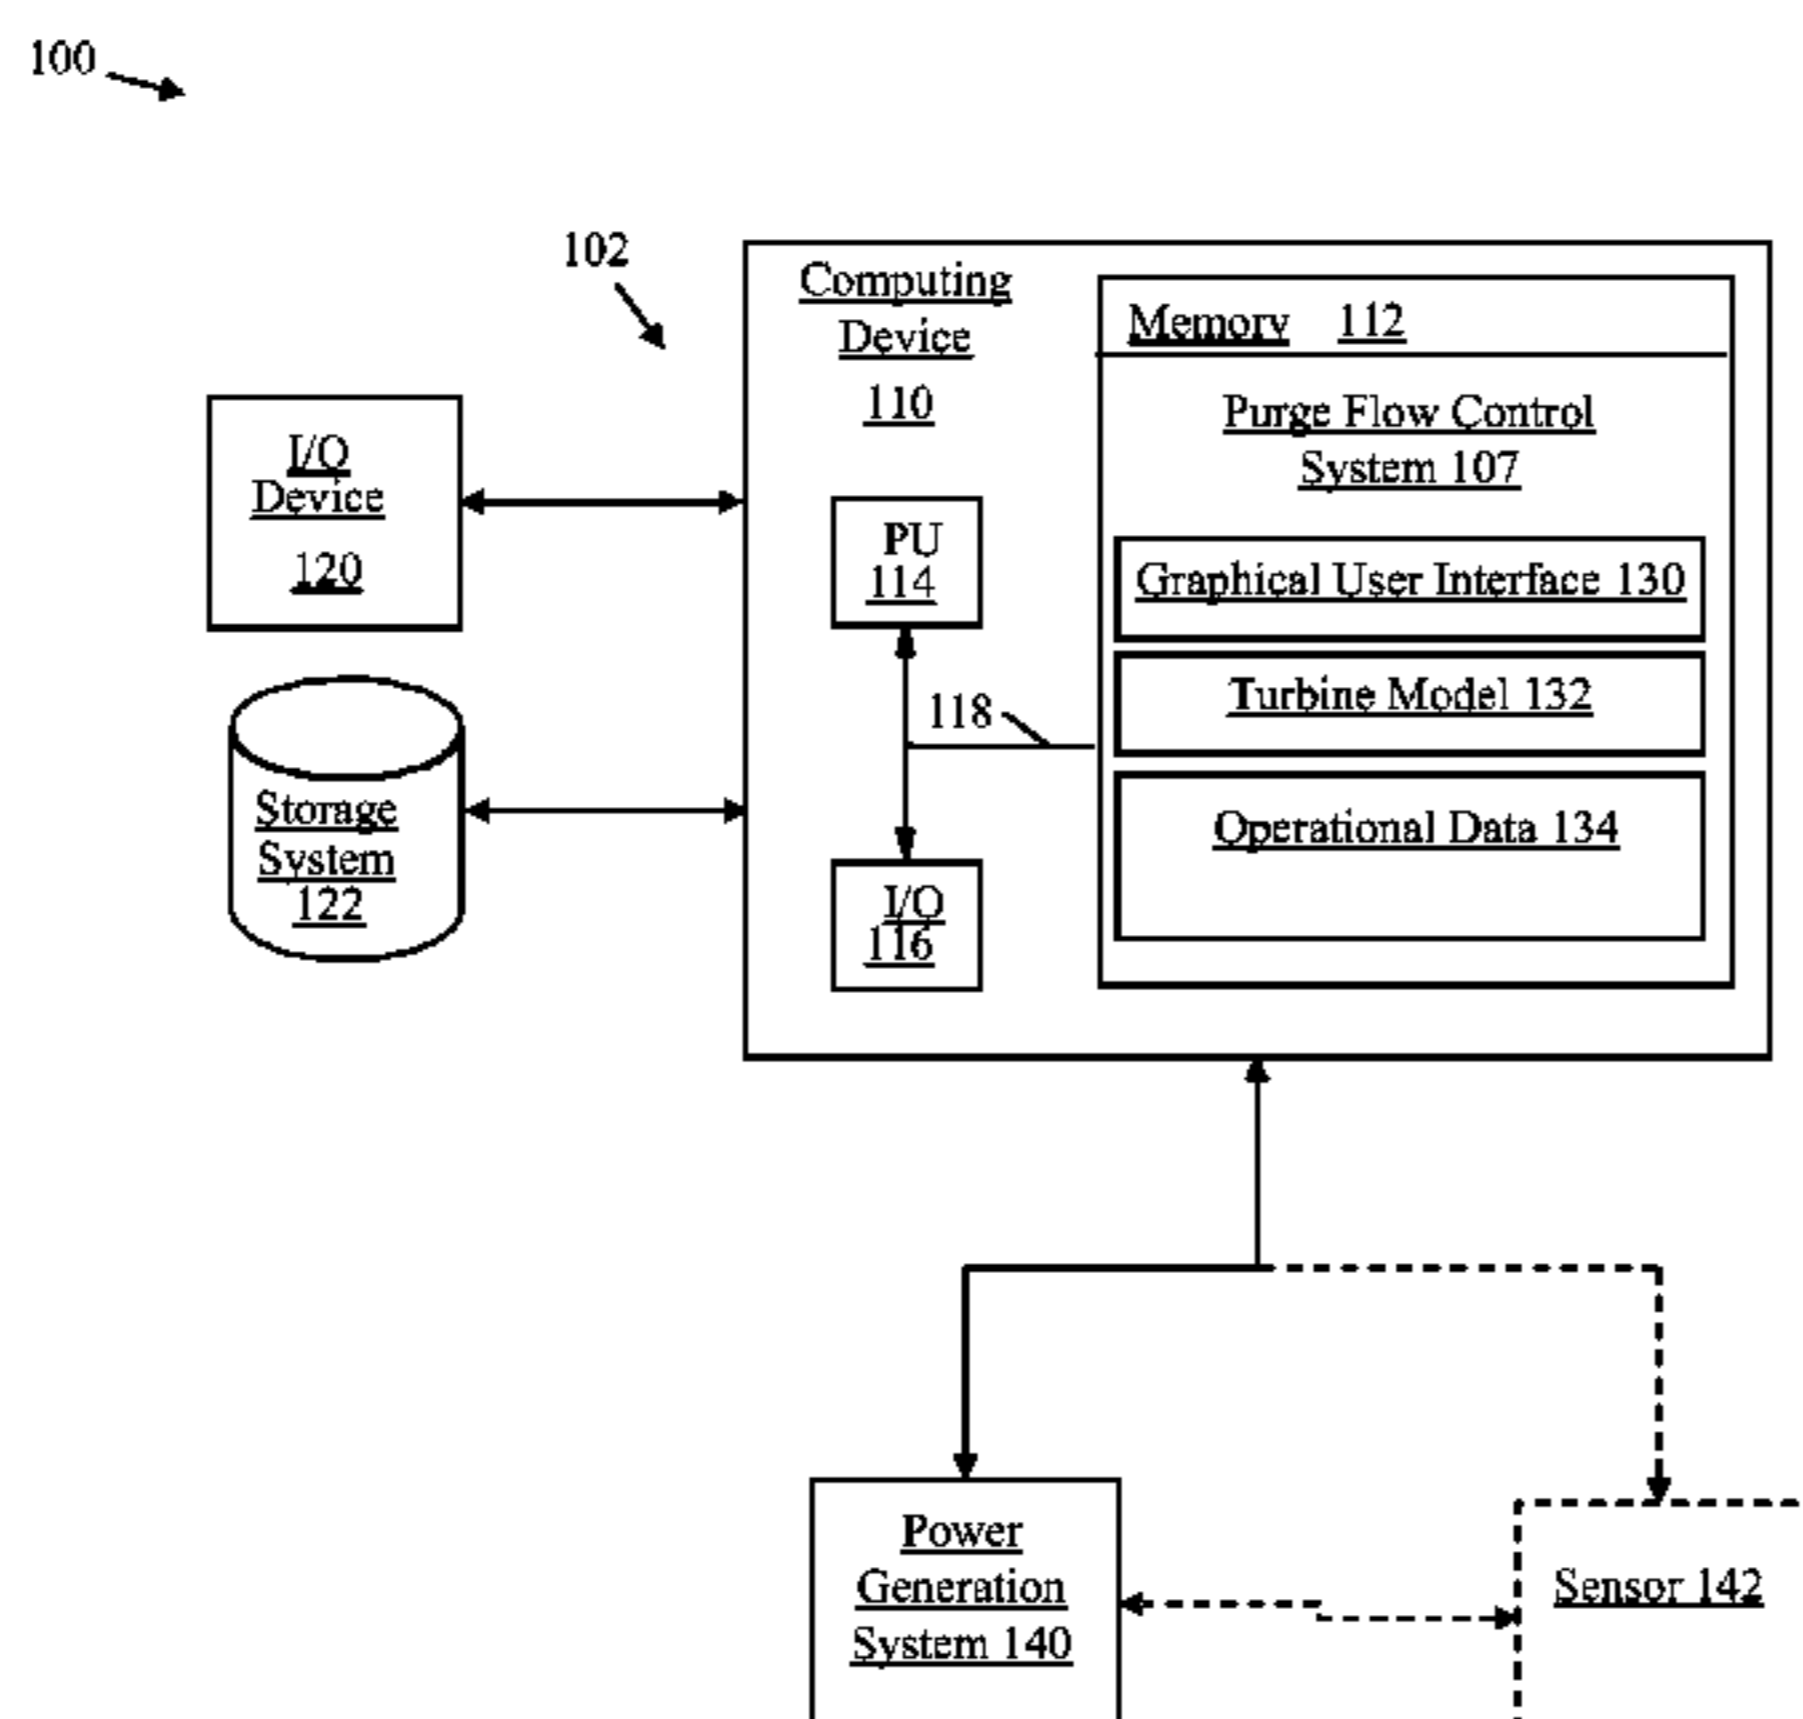 100
102
Computing
Device
110
Memory 112
Purge Flow Control
System 107
I/O
Device
120
PU
114
Graphical User Interface 130
Turbine Model 132
118
Operational Data 134
Storage
System
122
I/O
116
Power
Generation
System 140
Sensor 142